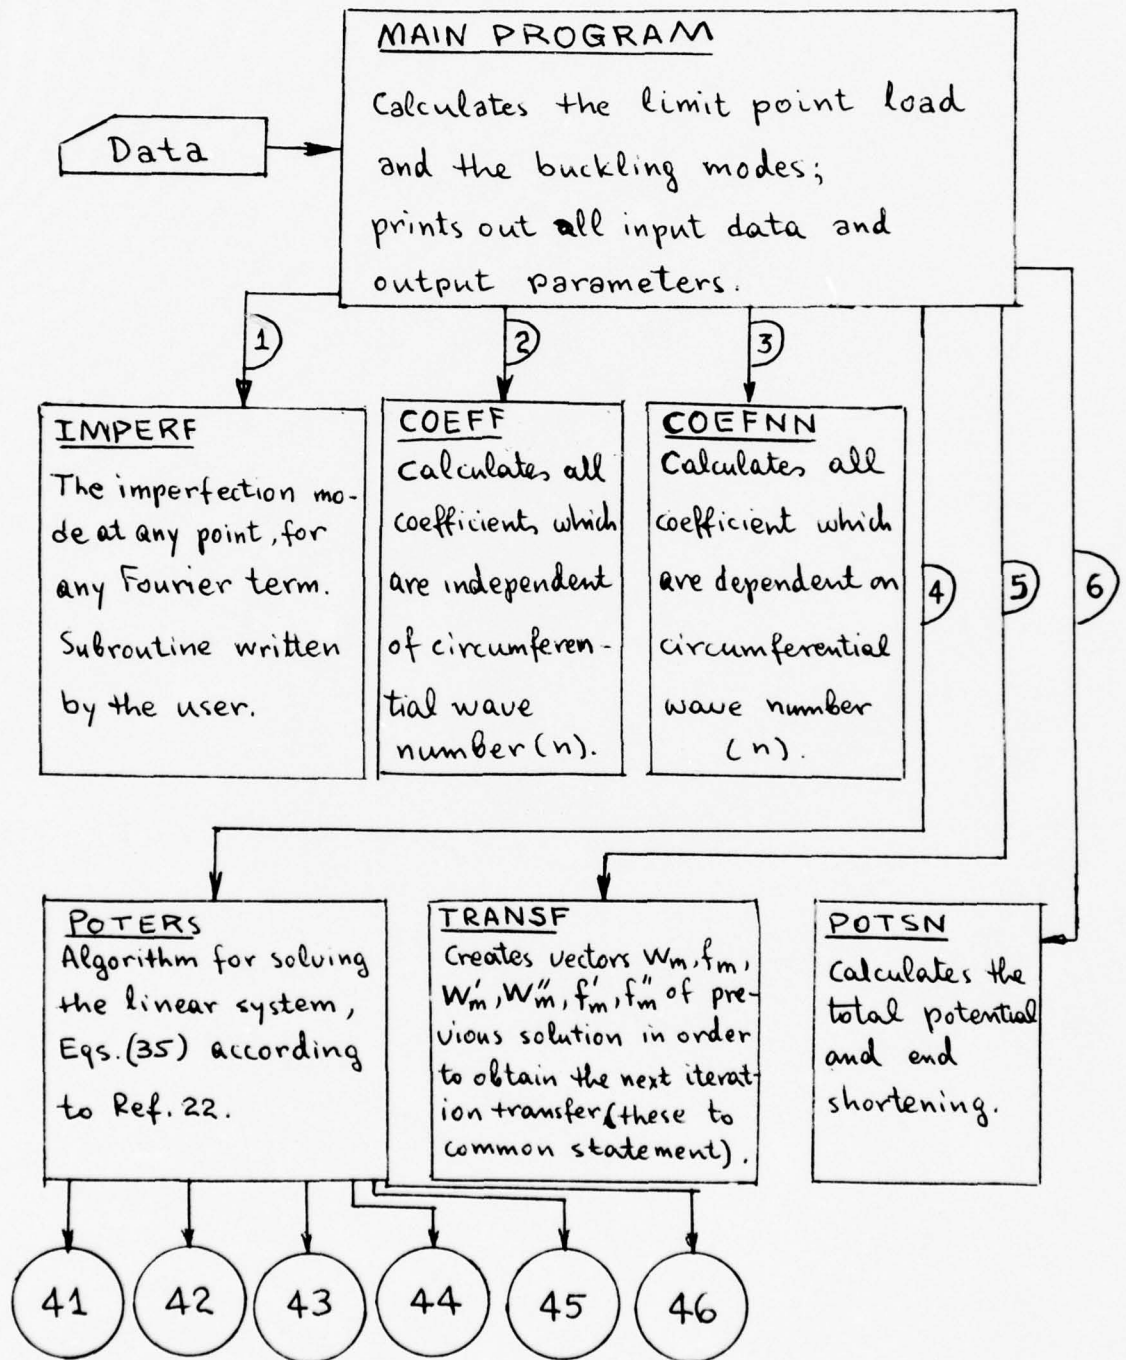 MAIN PROGRAM
Calculates the limit point load
and the buckling modes;
prints out all input data and
output parameters.
Data
1
2
3
IMPERF
The imperfection mo-
de at any point, for
any Fourier term.
Subroutine written
by the user.
COEFF
Calculates all
coefficients which
are independent
of circumferen-
tial wave
number (n).
COEFNN
Calculates all
coefficient which
are dependent on
circumferential
wave number
(n).
4
5
6
POTERS
Algorithm for solving
the linear system,
Eqs. (35) according
to Ref. 22.
TRANSF
Creates vectors Wm, fm,
W'm, W''m, f'm, f''m of pre-
vious solution in order
to obtain the next iterat-
ion transfer (these to
common statement).
POTSN
Calculates the
total potential
and end
shortening.
41
42
43
44
45
46